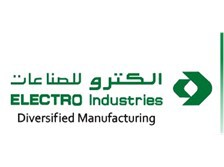 الكترو للصناعات
ELECTRO Industries
Diversified Manufacturing